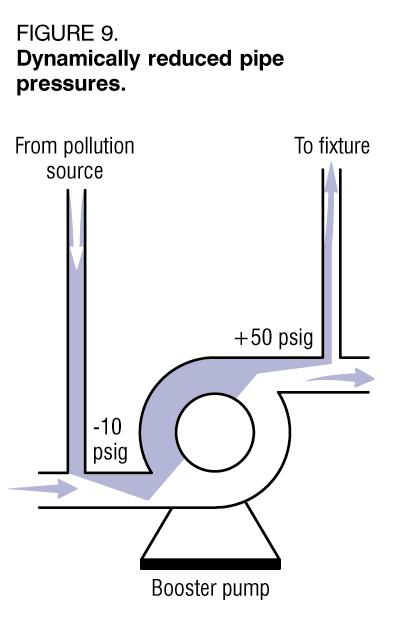 FIGURE 9.
Dynamically reduced pipe
pressures.
From pollution
source
To fixture
+50 psig
-10
psig
Booster pump